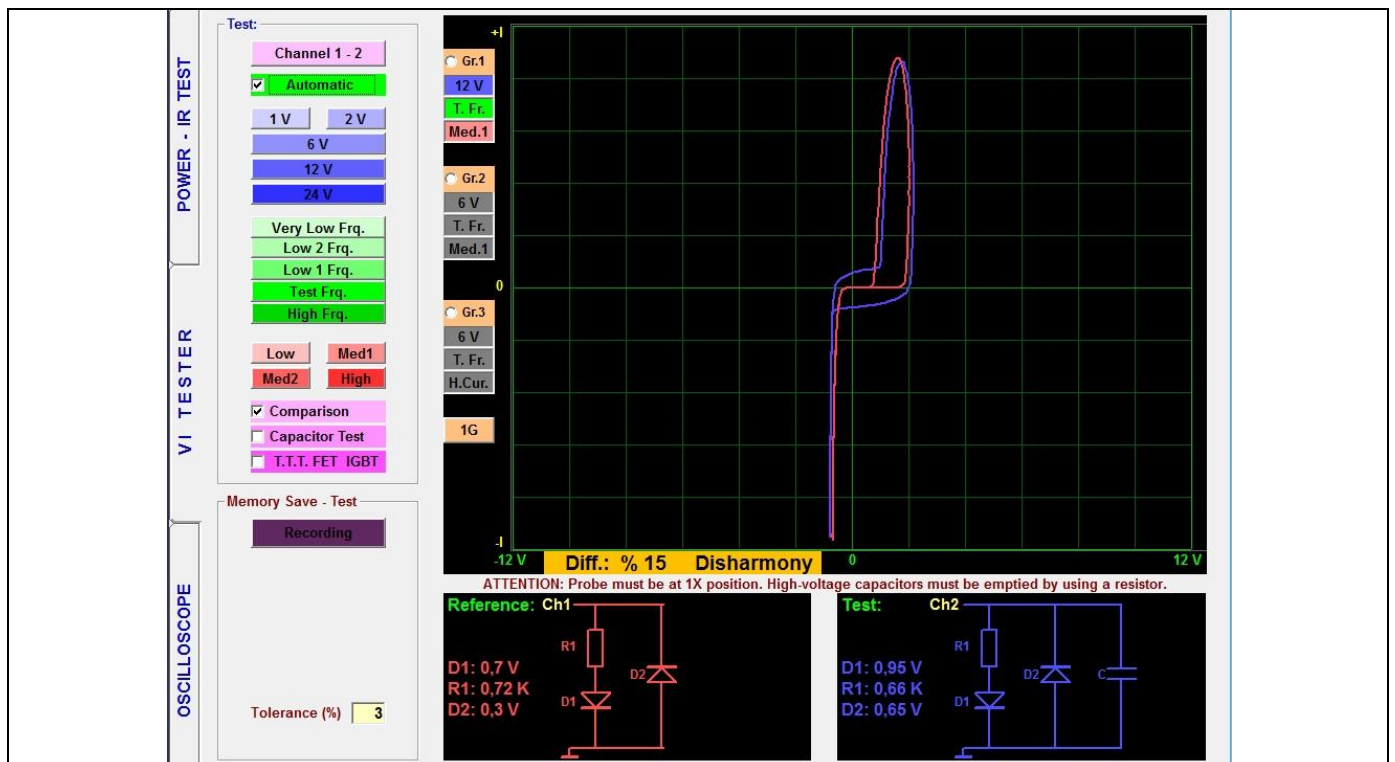 POWER - IR TEST
VI TESTER
OSCILLOSCOPE
Test:
Channel 1 - 2
Automatic
1 V 2 V
6 V
12 V
24 V
Very Low Frq.
Low 2 Frq.
Low 1 Frq.
Test Frq.
High Frq.
Low Med1
Med2 High
Comparison
Capacitor Test
T.T.T. FET IGBT
Memory Save - Test
Recording
Tolerance (%) 3
Gr.1
12 V
T. Fr.
Med.1
Gr.2
6 V
T. Fr.
Med.1
Gr.3
6 V
T. Fr.
H.Cur.
1G
+I
0
-I
-12 V 0 12 V
Diff.: % 15 Disharmony
ATTENTION: Probe must be at 1X position. High-voltage capacitors must be emptied by using a resistor.
Reference: Ch1
R1
D2
D1
D1: 0,7 V
R1: 0,72 K
D2: 0,3 V
Test: Ch2
R1
D2
C
D1
D1: 0,95 V
R1: 0,66 K
D2: 0,65 V